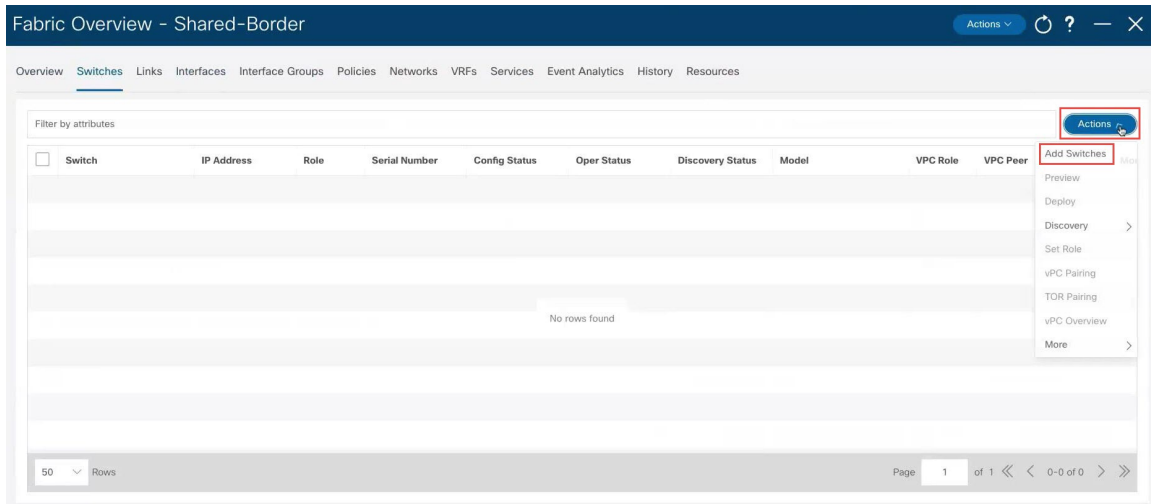 Fabric Overview - Shared-Border Actions ?
Overview Switches Links Interfaces Interface Groups Policies Networks VRFs Services Event Analytics History Resources
Filter by attributes Actions
Switch IP Address Role Serial Number Config Status Oper Status Discovery Status Model VPC Role VPC Peer
Add Switches
Preview
Deploy
Discovery
Set Role
vPC Pairing
TOR Pairing
No rows found
vPC Overview
More
50 Rows Page 1 of 1 0-0 of 0